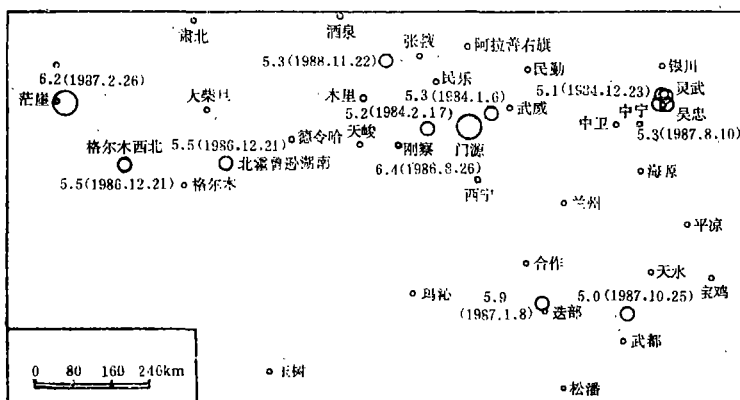 肃北
酒泉
张掖
阿拉善右旗
5.3(1988.11.22)
民勤
银川
6.2(1987.2.26)
民乐
5.1(1984.12.23)
灵武
茫崖
大柴旦
木里
5.3(1984.1.6)
武威
中宁
吴忠
5.2(1984.2.17)
中卫
5.3(1987.8.10)
格尔木西北
5.5(1986.12.21)
德令哈
天峻
刚察
门源
北霍鲁逊湖南
6.4(1986.8.26)
海原
5.5(1986.12.21)
格尔木
西宁
兰州
平凉
合作
天水
宝鸡
玛沁
5.9
(1987.1.8)
迭部
5.0(1987.10.25)
武都
0 80 160 240km
玉树
松潘